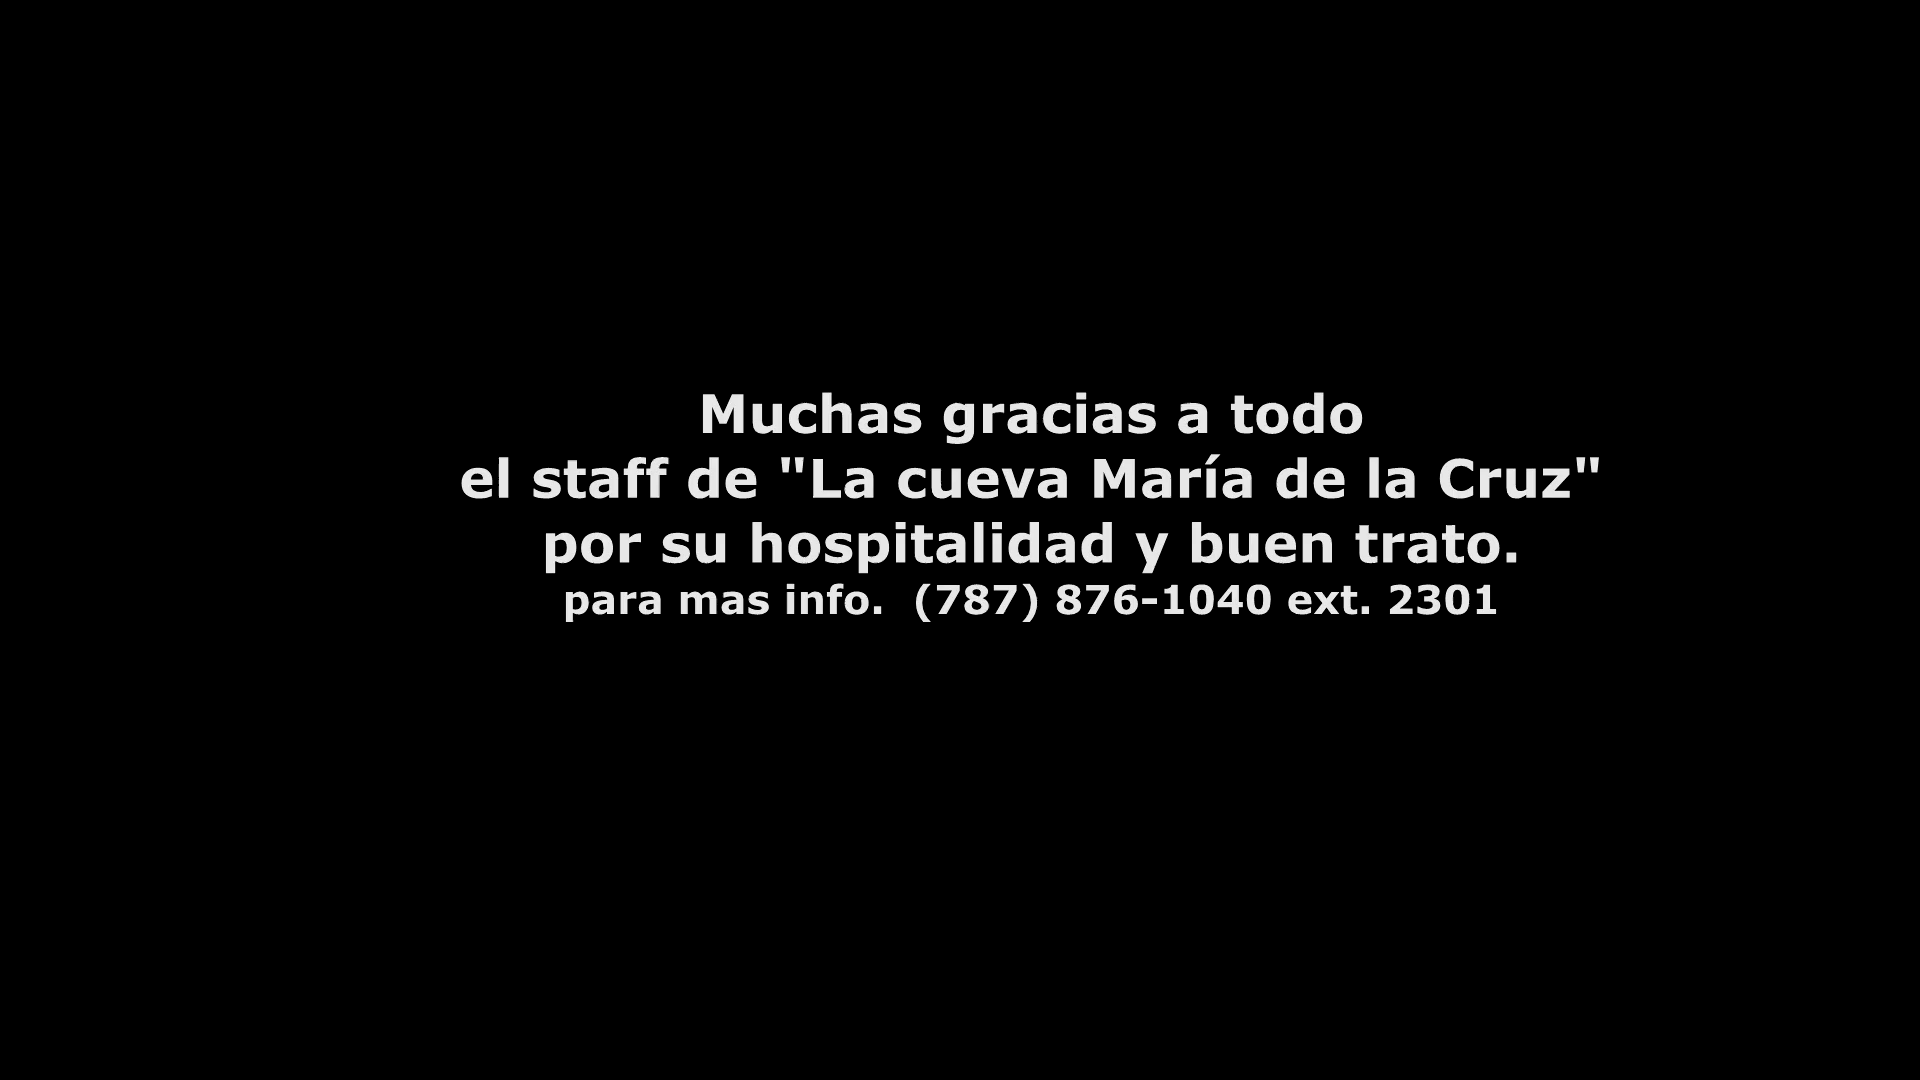 Muchas gracias a todo
el staff de "La cueva María de la Cruz"
por su hospitalidad y buen trato.
para mas info.  (787) 876-1040 ext. 2301